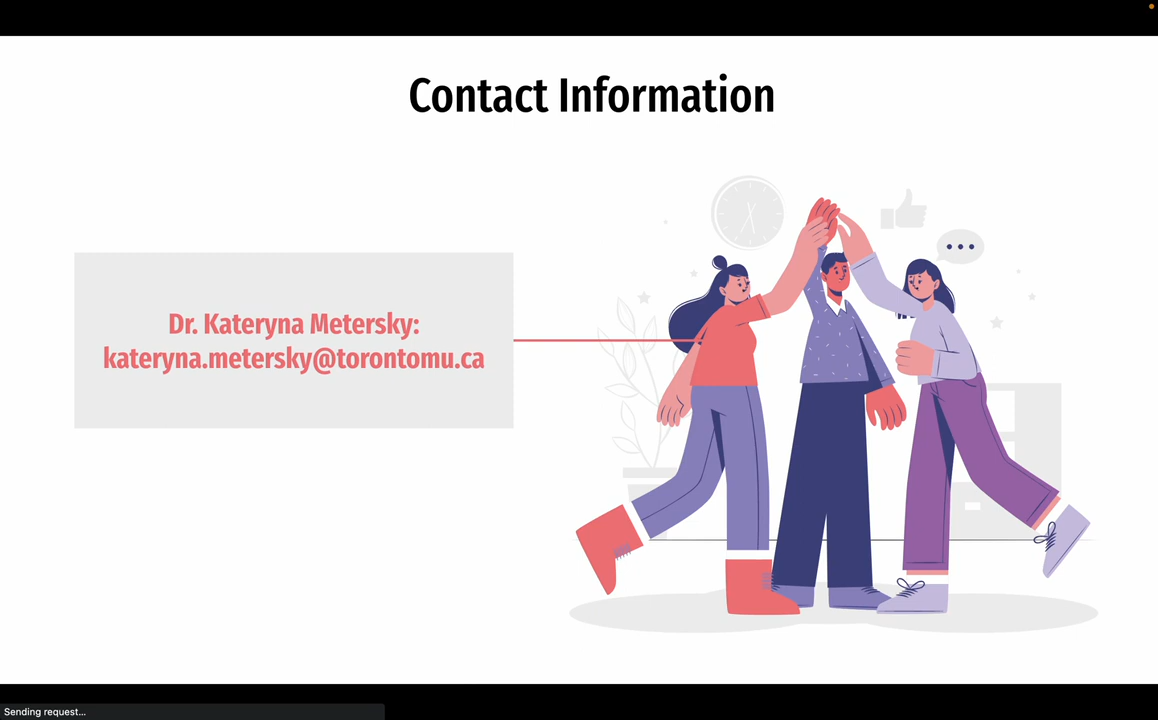 Contact Information
Dr. Kateryna Metersky:
kateryna.metersky@torontomu.ca
Sending request...